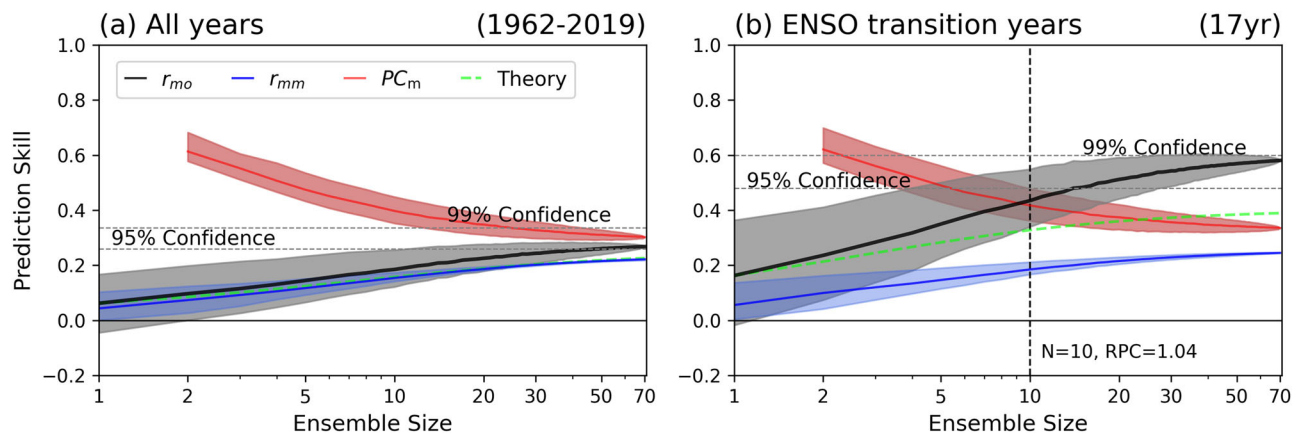 (a) All years (1962-2019)
r_mo r_mm PC_m Theory
99% Confidence
95% Confidence
Prediction Skill
1.0
0.8
0.6
0.4
0.2
0.0
−0.2
1 2 5 10 20 30 50 70
Ensemble Size
(b) ENSO transition years (17yr)
99% Confidence
95% Confidence
N=10, RPC=1.04
1.0
0.8
0.6
0.4
0.2
0.0
−0.2
1 2 5 10 20 30 50 70
Ensemble Size